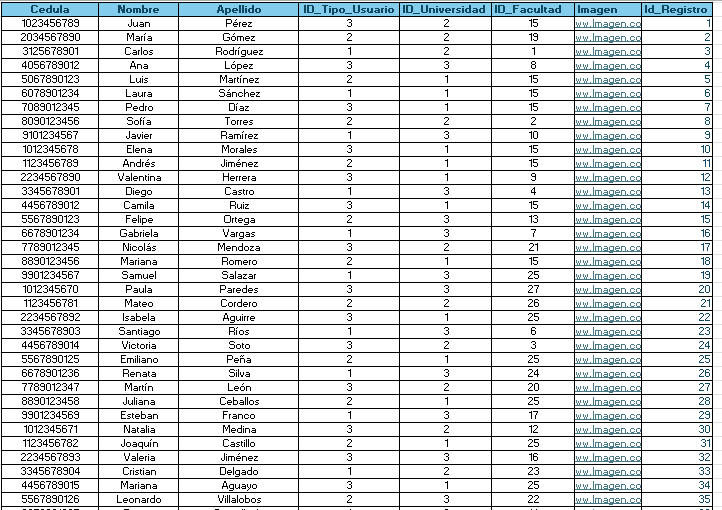 Cedula Nombre Apellido ID_Tipo_Usuario ID_Universidad ID_Facultad Imagen Id_Registro
1023456789 Juan Pérez 3 2 15 ww.Imagen.co 1
2034567890 María Gómez 2 2 19 ww.Imagen.co 2
3125678901 Carlos Rodríguez 1 2 1 ww.Imagen.co 3
4056789012 Ana López 3 3 8 ww.Imagen.co 4
5067890123 Luis Martínez 2 1 15 ww.Imagen.co 5
6078901234 Laura Sánchez 1 1 15 ww.Imagen.co 6
7089012345 Pedro Díaz 3 1 15 ww.Imagen.co 7
8090123456 Sofía Torres 2 2 2 ww.Imagen.co 8
9101234567 Javier Ramírez 1 3 10 ww.Imagen.co 9
1012345678 Elena Morales 3 1 15 ww.Imagen.co 10
1123456789 Andrés Jiménez 2 1 15 ww.Imagen.co 11
2234567890 Valentina Herrera 3 1 9 ww.Imagen.co 12
3345678901 Diego Castro 1 3 4 ww.Imagen.co 13
4456789012 Camila Ruiz 3 1 15 ww.Imagen.co 14
5567890123 Felipe Ortega 2 3 13 ww.Imagen.co 15
6678901234 Gabriela Vargas 1 3 7 ww.Imagen.co 16
7789012345 Nicolás Mendoza 3 2 21 ww.Imagen.co 17
8890123456 Mariana Romero 2 1 15 ww.Imagen.co 18
9901234567 Samuel Salazar 1 3 25 ww.Imagen.co 19
1012345670 Paula Paredes 3 3 27 ww.Imagen.co 20
1123456781 Mateo Cordero 2 2 26 ww.Imagen.co 21
2234567892 Isabela Aguirre 3 1 25 ww.Imagen.co 22
3345678903 Santiago Ríos 1 3 6 ww.Imagen.co 23
4456789014 Victoria Soto 3 2 3 ww.Imagen.co 24
5567890125 Emiliano Peña 2 1 25 ww.Imagen.co 25
6678901236 Renata Silva 1 3 24 ww.Imagen.co 26
7789012347 Martín León 3 2 20 ww.Imagen.co 27
8890123458 Juliana Ceballos 2 1 25 ww.Imagen.co 28
9901234569 Esteban Franco 1 3 17 ww.Imagen.co 29
1012345671 Natalia Medina 3 2 12 ww.Imagen.co 30
1123456782 Joaquín Castillo 2 1 25 ww.Imagen.co 31
2234567893 Valeria Jiménez 3 3 16 ww.Imagen.co 32
3345678904 Cristian Delgado 1 2 23 ww.Imagen.co 33
4456789015 Mariana Aguayo 3 1 25 ww.Imagen.co 34
5567890126 Leonardo Villalobos 2 3 22 ww.Imagen.co 35